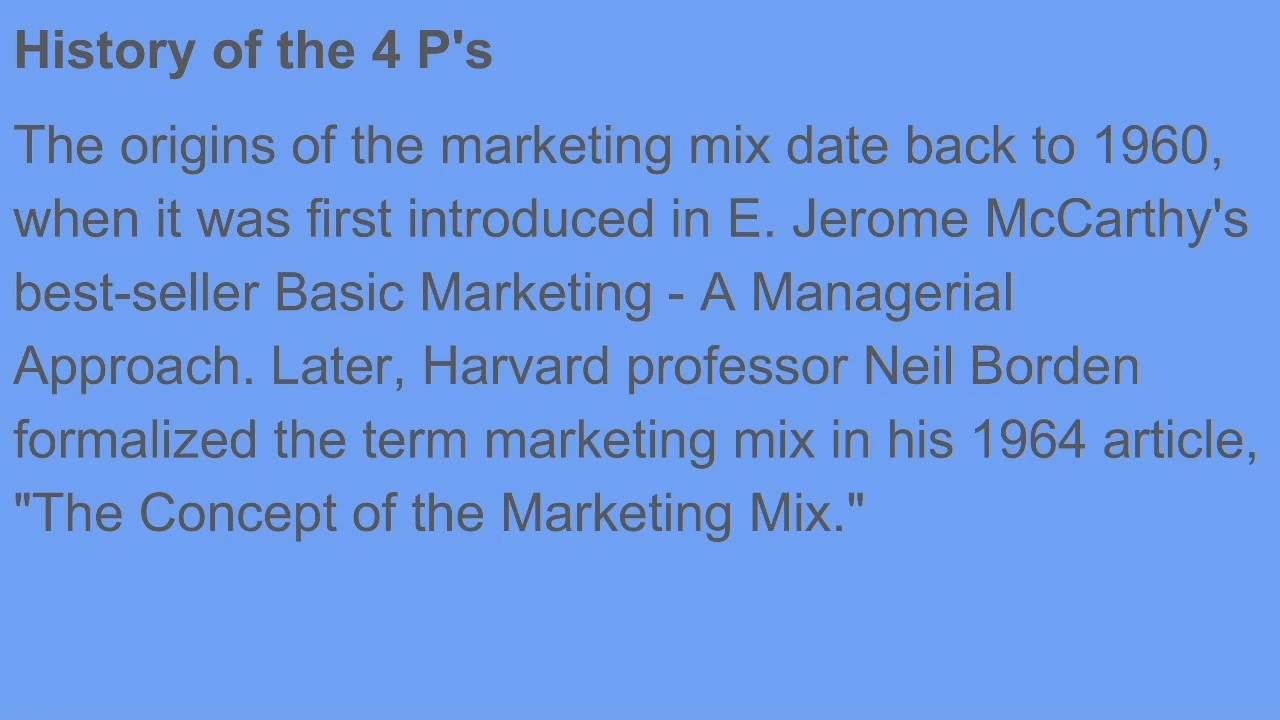 History of the 4 P's
The origins of the marketing mix date back to 1960,
when it was first introduced in E. Jerome McCarthy's
best-seller Basic Marketing - A Managerial
Approach. Later, Harvard professor Neil Borden
formalized the term marketing mix in his 1964 article,
"The Concept of the Marketing Mix."